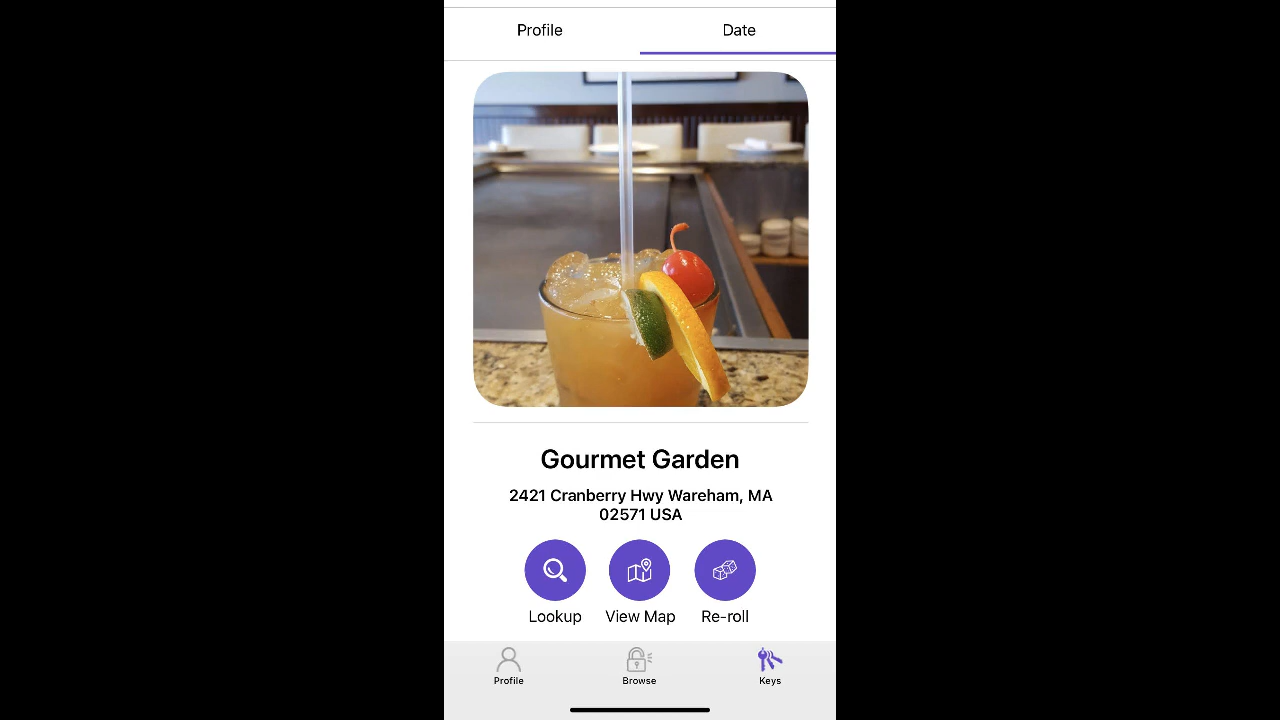 Profile Date
Gourmet Garden
2421 Cranberry Hwy Wareham, MA
02571 USA
Lookup View Map Re-roll
Profile Browse Keys